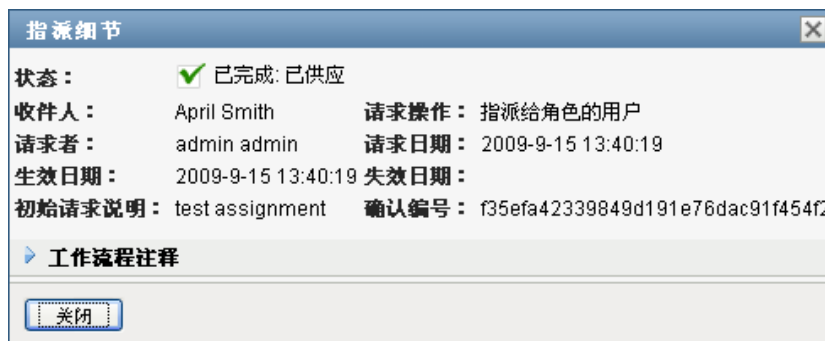 指派细节
状态： 已完成: 已供应
收件人： April Smith 请求操作： 指派给角色的用户
请求者： admin admin 请求日期： 2009-9-15 13:40:19
生效日期： 2009-9-15 13:40:19 失效日期：
初始请求说明： test assignment 确认编号： f35efa42339849d191e76dac91f454f2
工作流程注释
关闭